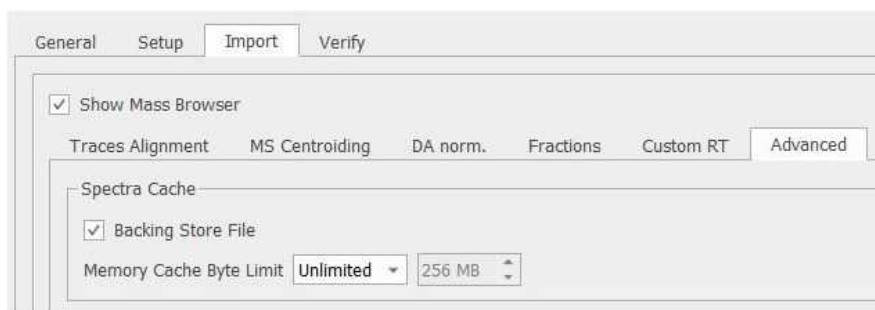 General Setup Import Verify
Show Mass Browser
Traces Alignment MS Centroiding DA norm. Fractions Custom RT Advanced
Spectra Cache
Backing Store File
Memory Cache Byte Limit Unlimited 256 MB